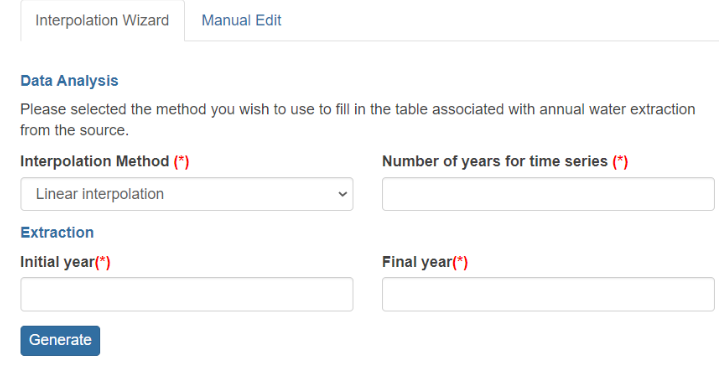 Interpolation Wizard Manual Edit
Data Analysis
Please selected the method you wish to use to fill in the table associated with annual water extraction
from the source.
Interpolation Method (*) Number of years for time series (*)
Linear interpolation
Extraction
Initial year(*) Final year(*)
Generate